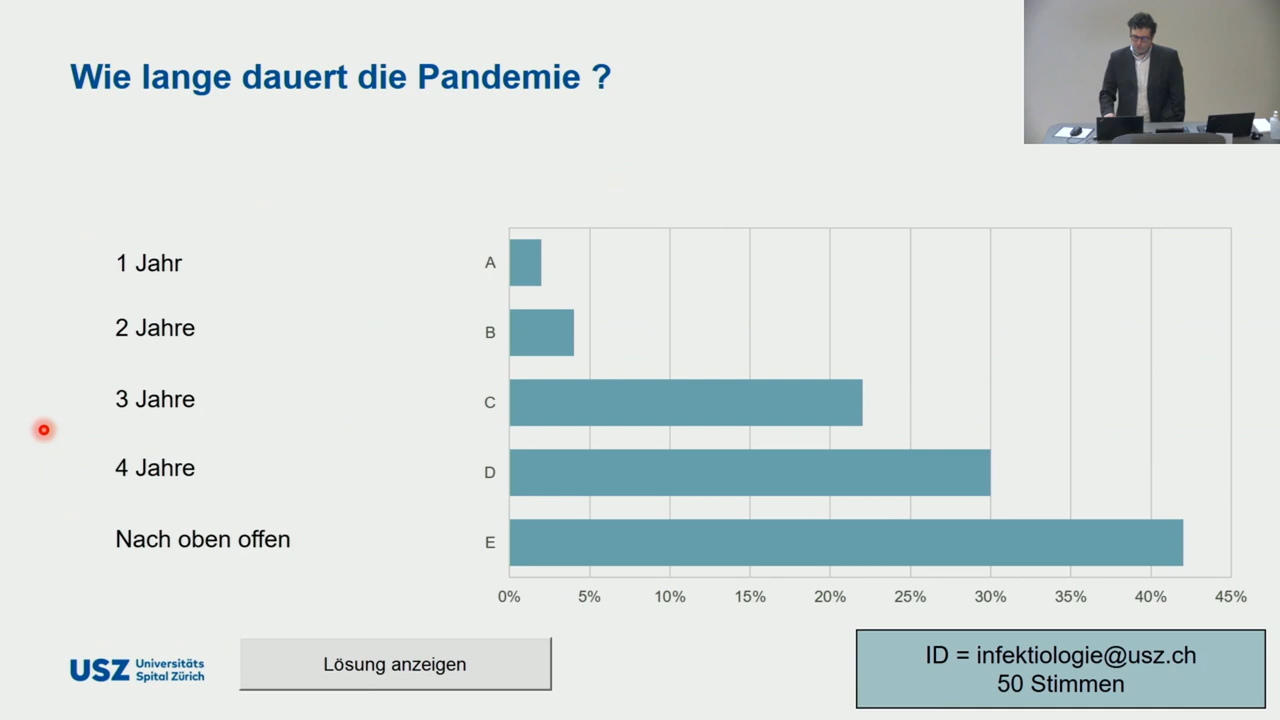 Wie lange dauert die Pandemie ?
1 Jahr
A
2 Jahre
B
3 Jahre
C
4 Jahre
D
Nach oben offen
E
0% 5% 10% 15% 20% 25% 30% 35% 40% 45%
USZ Universitäts
Spital Zürich
Lösung anzeigen
ID = infektiologie@usz.ch
50 Stimmen